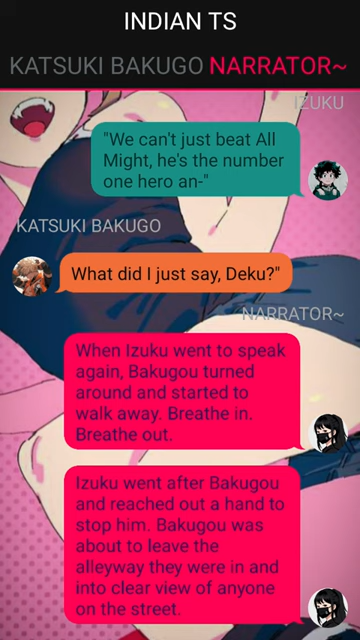 INDIAN TS
KATSUKI BAKUGO NARRATOR~
IZUKU
"We can't just beat All
Might, he's the number
one hero an-"
KATSUKI BAKUGO
What did I just say, Deku?"
NARRATOR~
When Izuku went to speak
again, Bakugou turned
around and started to
walk away. Breathe in.
Breathe out.
Izuku went after Bakugou
and reached out a hand to
stop him. Bakugou was
about to leave the
alleyway they were in and
into clear view of anyone
on the street.